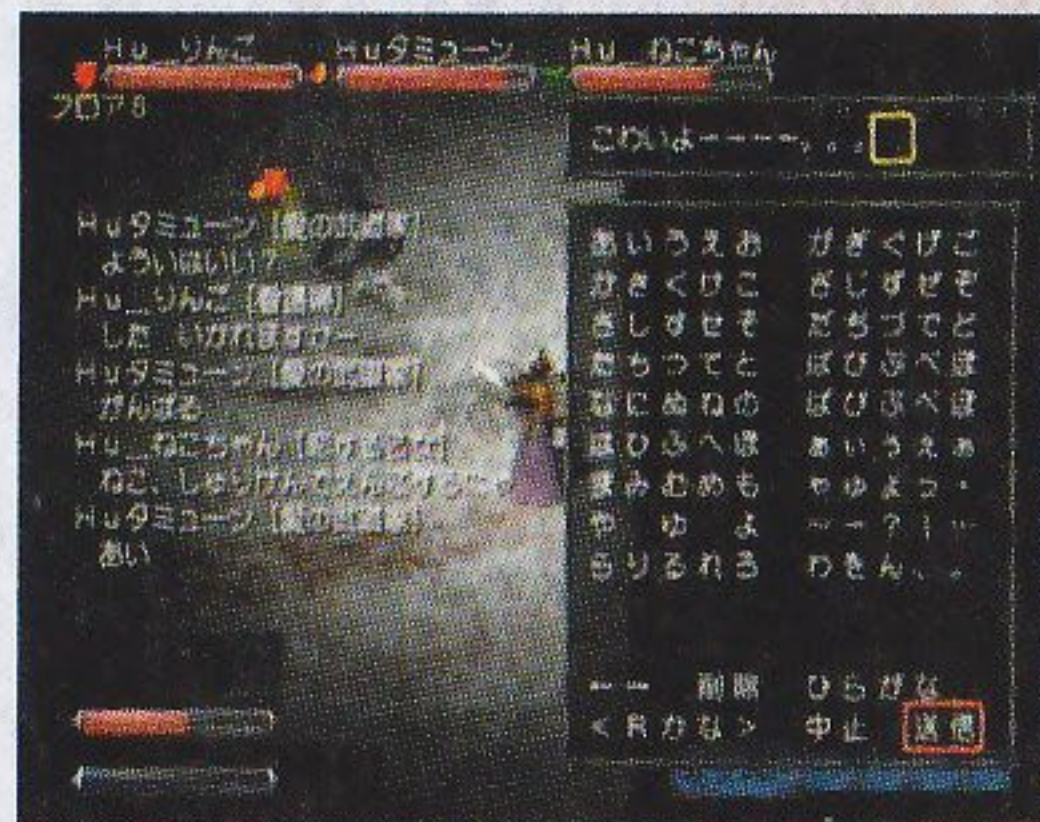 Hu_りんご
Huタミューン
Hu_ねこちゃん
フロア8
こわいよーーーー。。。
Huタミューン
よういはいい?
Hu_りんご
した
Huタミューン
がんばる
Hu_ねこちゃん
ねこ、
Huタミューン
あい
あいうえお がぎぐげご
かきくけこ ざじずぜぞ
さしすせそ だぢづでど
たちつてと ばびぶべぼ
なにぬねの ぱぴぷぺぽ
はひふへほ ぁぃぅぇぉ
まみむめも ゃゅょっ・
や ゆ よ
らりるれろ わをん、。
削除 ひらがな
<Rかな> 中止 送信